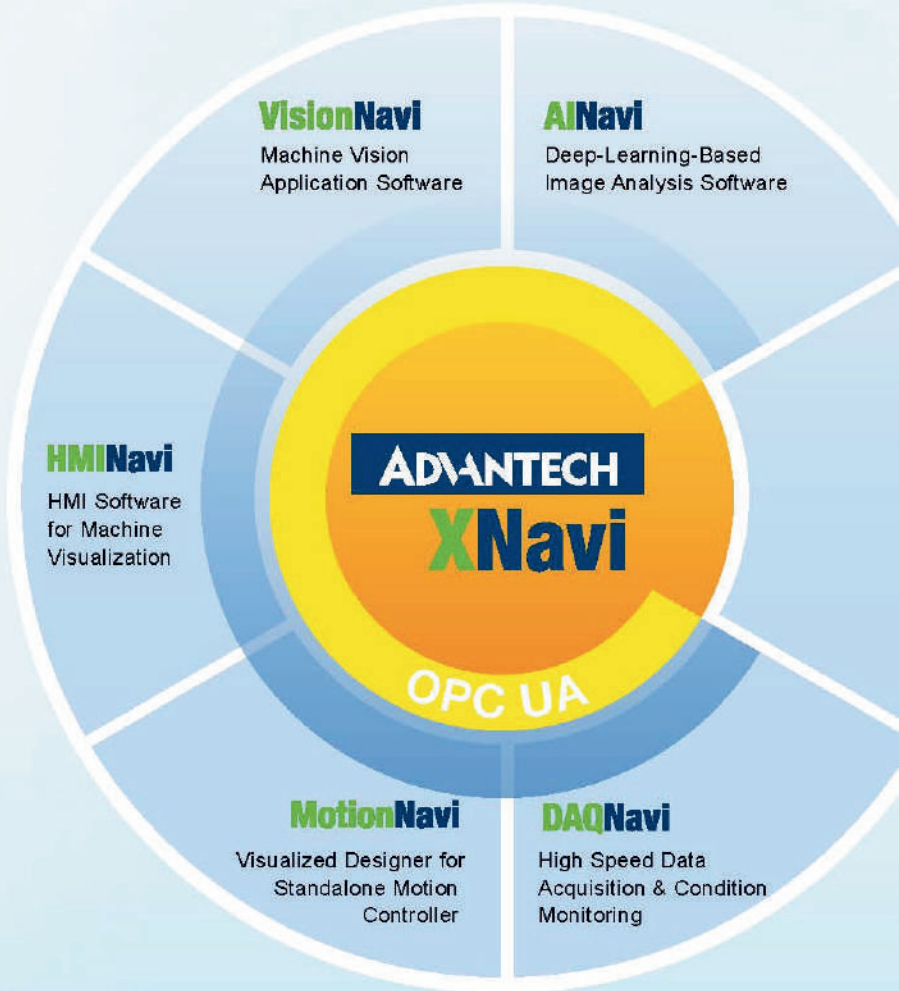 VisionNavi
Machine Vision
Application Software
AINavi
Deep-Learning-Based
Image Analysis Software
HMINavi
HMI Software
for Machine
Visualization
ADVANTECH
XNavi
OPC UA
MotionNavi
Visualized Designer for
Standalone Motion
Controller
DAQNavi
High Speed Data
Acquisition & Condition
Monitoring